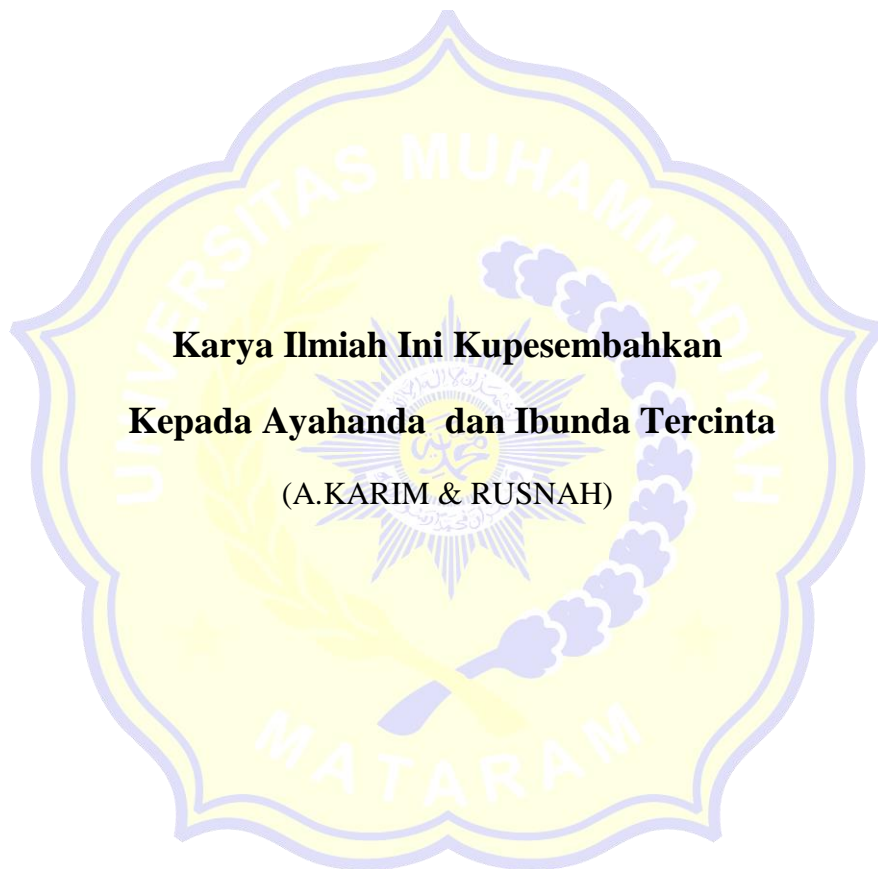 UNIVERSITAS MUHAMMADIYAH
Karya Ilmiah Ini Kupesembahkan
Kepada Ayahanda dan Ibunda Tercinta
(A.KARIM & RUSNAH)
MATARAM